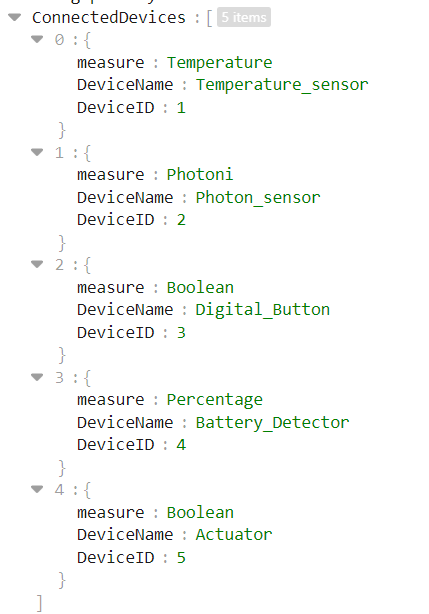 ConnectedDevices : [ 5 items
0 : {
measure : Temperature
DeviceName : Temperature_sensor
DeviceID : 1
}
1 : {
measure : Photoni
DeviceName : Photon_sensor
DeviceID : 2
}
2 : {
measure : Boolean
DeviceName : Digital_Button
DeviceID : 3
}
3 : {
measure : Percentage
DeviceName : Battery_Detector
DeviceID : 4
}
4 : {
measure : Boolean
DeviceName : Actuator
DeviceID : 5
}
]